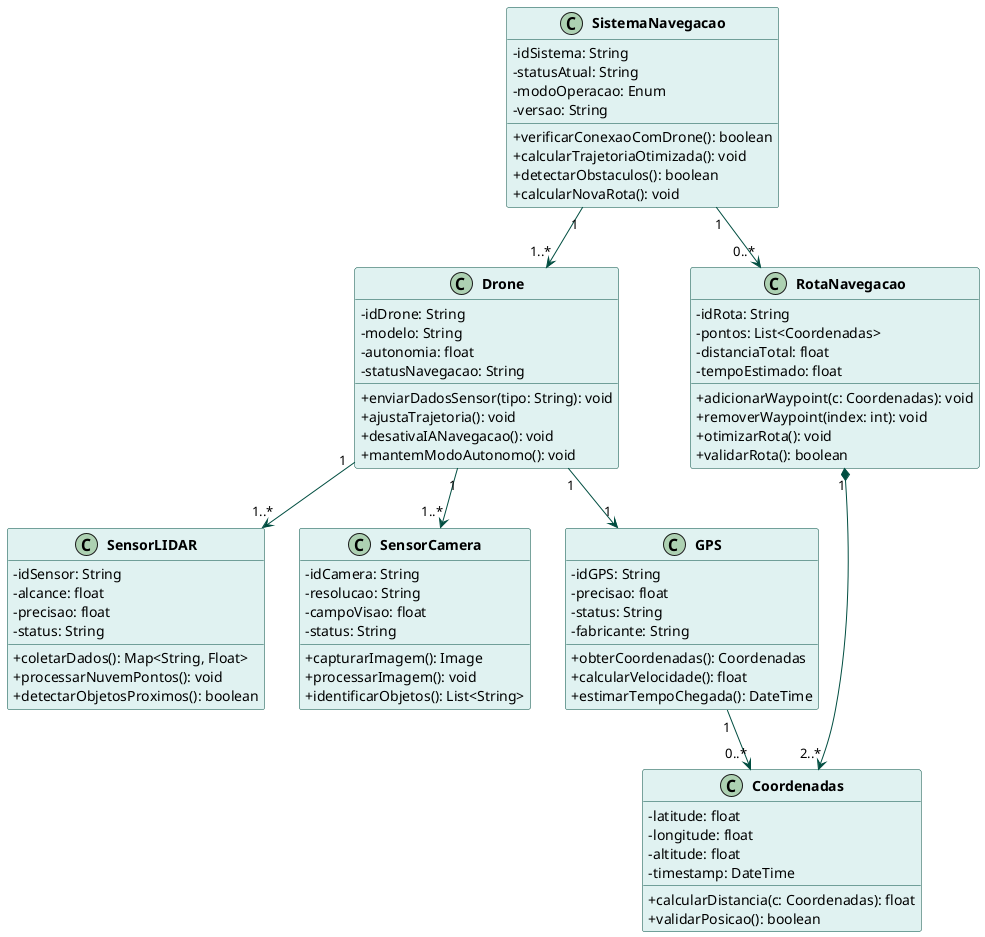 C SistemaNavegacao
-idSistema: String
-statusAtual: String
-modoOperacao: Enum
-versao: String
+verificarConexaoComDrone(): boolean
+calcularTrajetoriaOtimizada(): void
+detectarObstaculos(): boolean
+calcularNovaRota(): void
1
1
1..*
0..*
C Drone
-idDrone: String
-modelo: String
-autonomia: float
-statusNavegacao: String
+enviarDadosSensor(tipo: String): void
+ajustaTrajetoria(): void
+desativaIANavegacao(): void
+mantemModoAutonomo(): void
C RotaNavegacao
-idRota: String
-pontos: List<Coordenadas>
-distanciaTotal: float
-tempoEstimado: float
+adicionarWaypoint(c: Coordenadas): void
+removerWaypoint(index: int): void
+otimizarRota(): void
+validarRota(): boolean
1
1
1
1
1..*
1..*
1
C SensorLIDAR
-idSensor: String
-alcance: float
-precisao: float
-status: String
+coletarDados(): Map<String, Float>
+processarNuvemPontos(): void
+detectarObjetosProximos(): boolean
C SensorCamera
-idCamera: String
-resolucao: String
-campoVisao: float
-status: String
+capturarImagem(): Image
+processarImagem(): void
+identificarObjetos(): List<String>
C GPS
-idGPS: String
-precisao: float
-status: String
-fabricante: String
+obterCoordenadas(): Coordenadas
+calcularVelocidade(): float
+estimarTempoChegada(): DateTime
1
0..*
2..*
C Coordenadas
-latitude: float
-longitude: float
-altitude: float
-timestamp: DateTime
+calcularDistancia(c: Coordenadas): float
+validarPosicao(): boolean